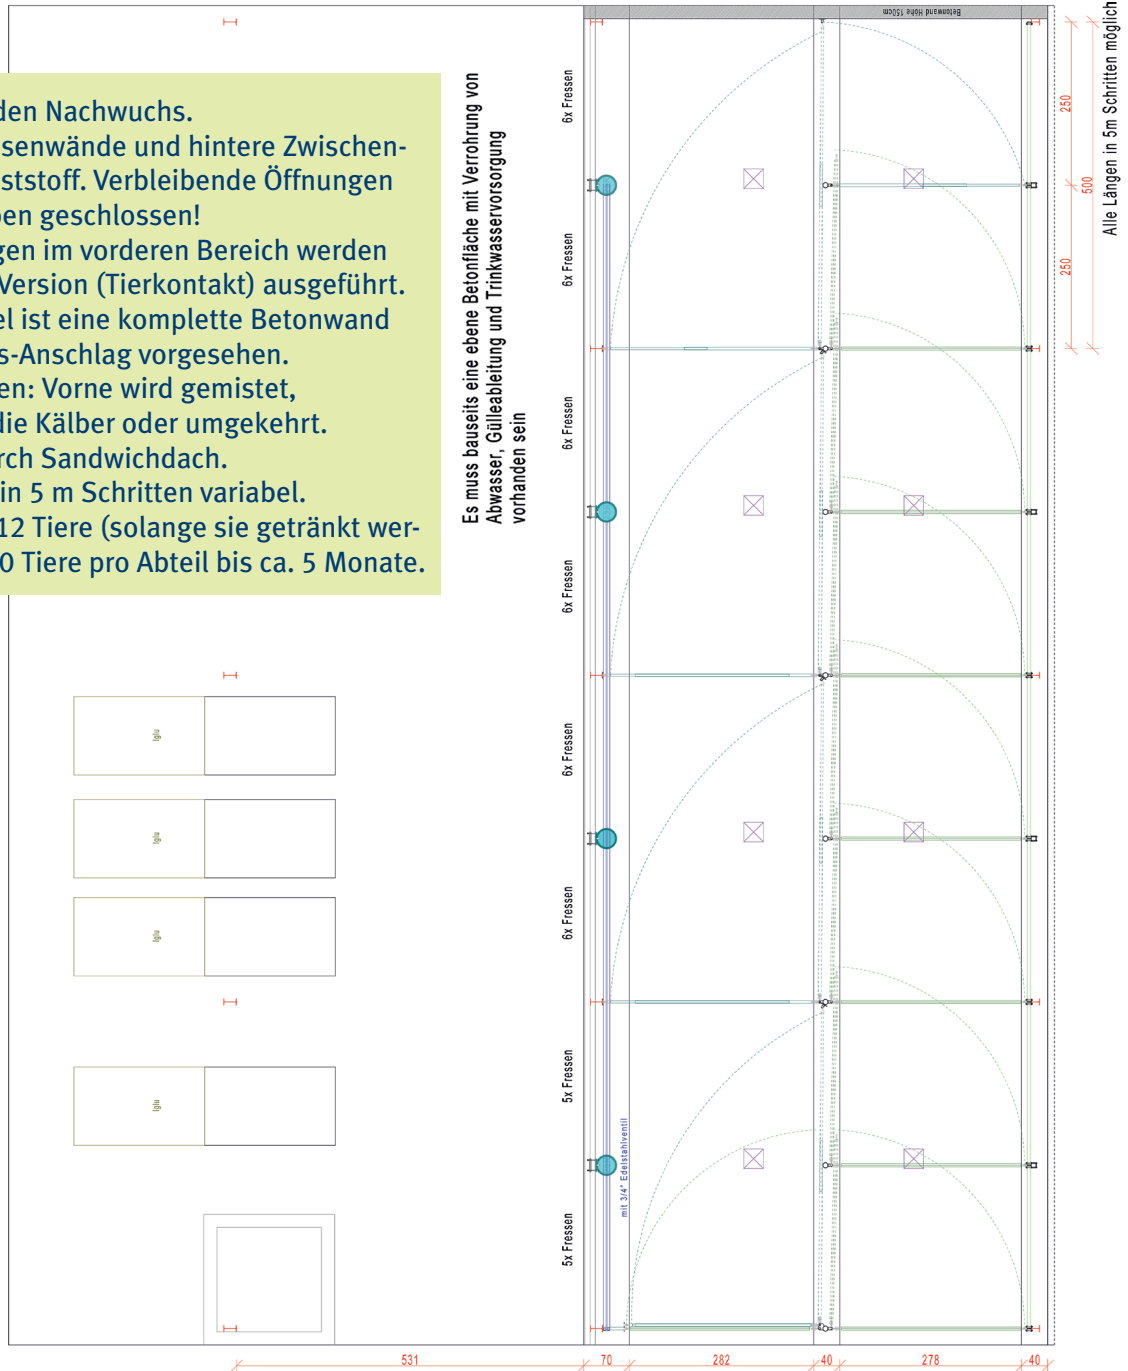 den Nachwuchs.
senwände und hintere Zwischen-
ststoff. Verbleibende Öffnungen
ben geschlossen!
gen im vorderen Bereich werden
Version (Tierkontakt) ausgeführt.
el ist eine komplette Betonwand
s-Anschlag vorgesehen.
en: Vorne wird gemistet,
die Kälber oder umgekehrt.
rch Sandwichdach.
in 5 m Schritten variabel.
12 Tiere (solange sie getränkt wer-
0 Tiere pro Abteil bis ca. 5 Monate.
Es muss bauseits eine ebene Betonfläche mit Verrohrung von
Abwasser, Gülleableitung und Trinkwasserversorgung
vorhanden sein
Betonwand Höhe 150cm
6x Fressen
6x Fressen
6x Fressen
6x Fressen
6x Fressen
6x Fressen
5x Fressen
5x Fressen
mit 3/4" Edelstahlventil
Iglu
Iglu
Iglu
Iglu
250
500
250
Alle Längen in 5m Schritten möglich
531
70
282
40
278
40